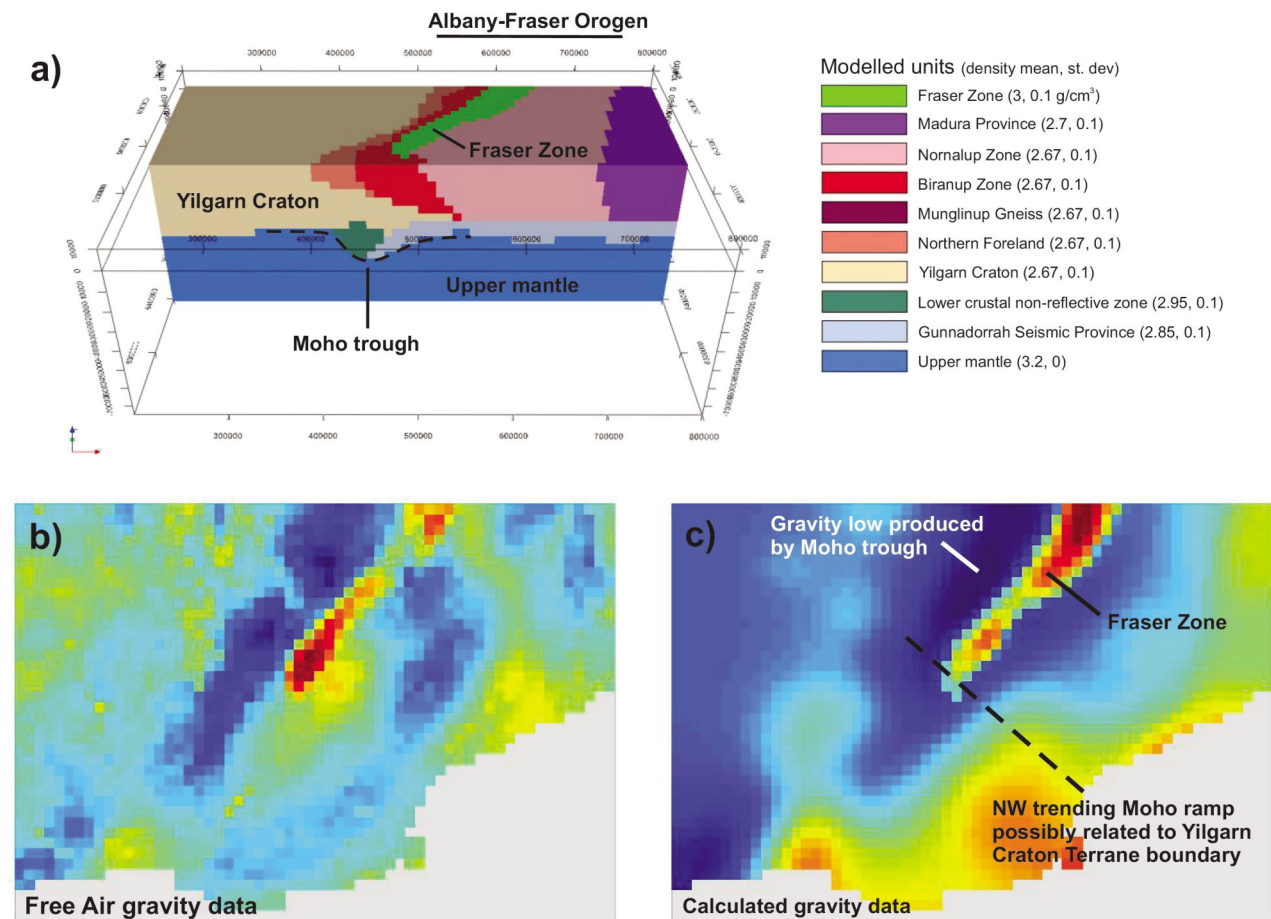 Albany-Fraser Orogen
a)
300000 400000 500000 600000 700000 800000
Fraser Zone
Yilgarn Craton
300000 400000 500000 600000 700000 800000
Upper mantle
Moho trough
300000 400000 500000 600000 700000 800000
Modelled units (density mean, st. dev)
Fraser Zone (3, 0.1 g/cm³)
Madura Province (2.7, 0.1)
Nornalup Zone (2.67, 0.1)
Biranup Zone (2.67, 0.1)
Munglinup Gneiss (2.67, 0.1)
Northern Foreland (2.67, 0.1)
Yilgarn Craton (2.67, 0.1)
Lower crustal non-reflective zone (2.95, 0.1)
Gunnadorrah Seismic Province (2.85, 0.1)
Upper mantle (3.2, 0)
b)
Free Air gravity data
c)
Gravity low produced
by Moho trough
Fraser Zone
NW trending Moho ramp
possibly related to Yilgarn
Craton Terrane boundary
Calculated gravity data